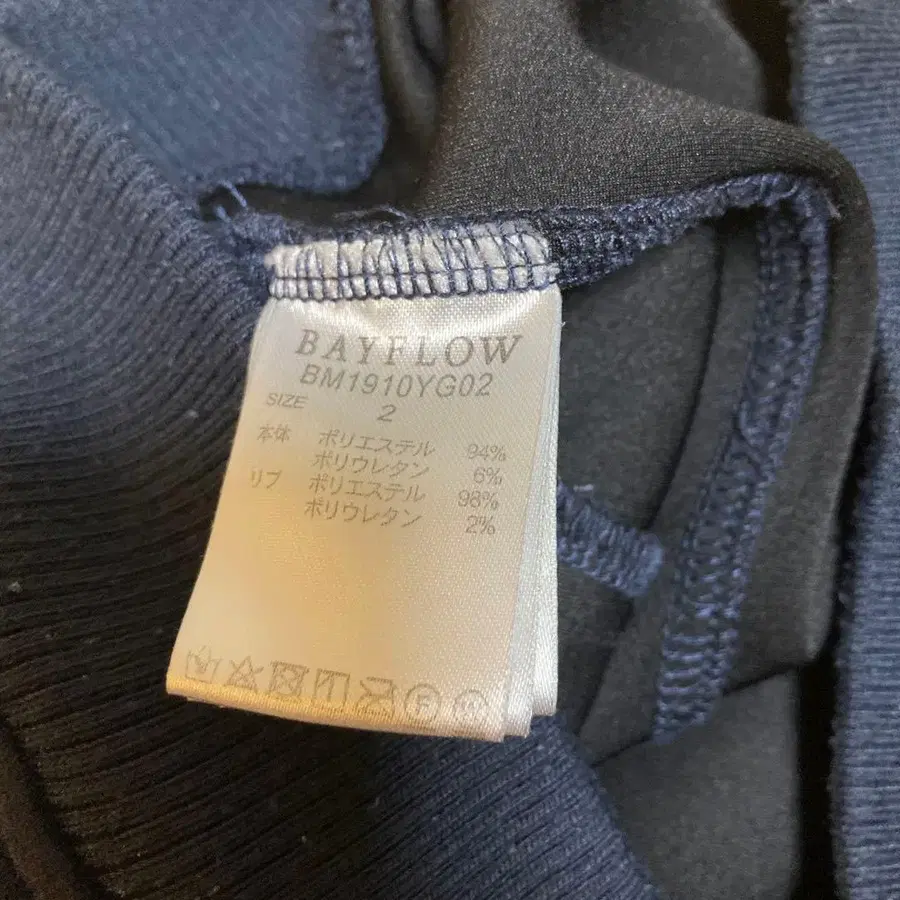 BAYFLOW
BM1910YG02
SIZE 2
本体 ポリエステル 94%
ポリウレタン 6%
リブ ポリエステル 98%
ポリウレタン 2%
F
W